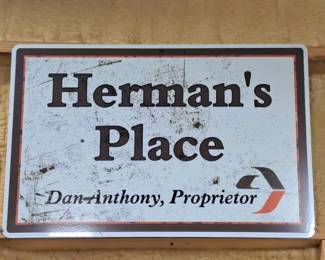 Herman's
Place
Dan Anthony, Proprietor